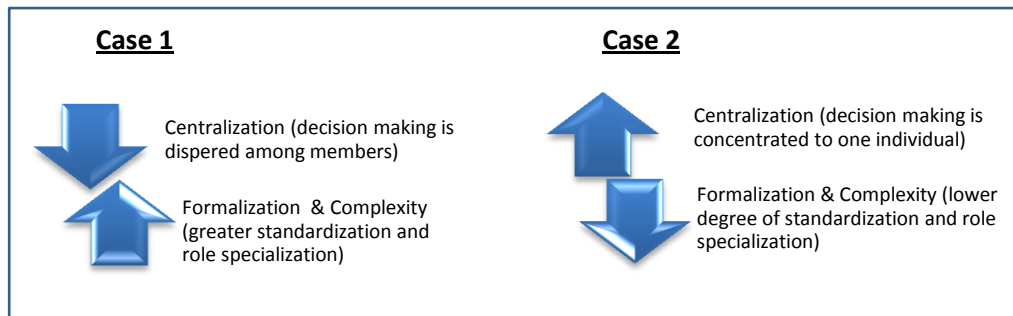 Case 1
Centralization (decision making is
dispered among members)
Formalization & Complexity
(greater standardization and
role specialization)
Case 2
Centralization (decision making is
concentrated to one individual)
Formalization & Complexity (lower
degree of standardization and role
specialization)